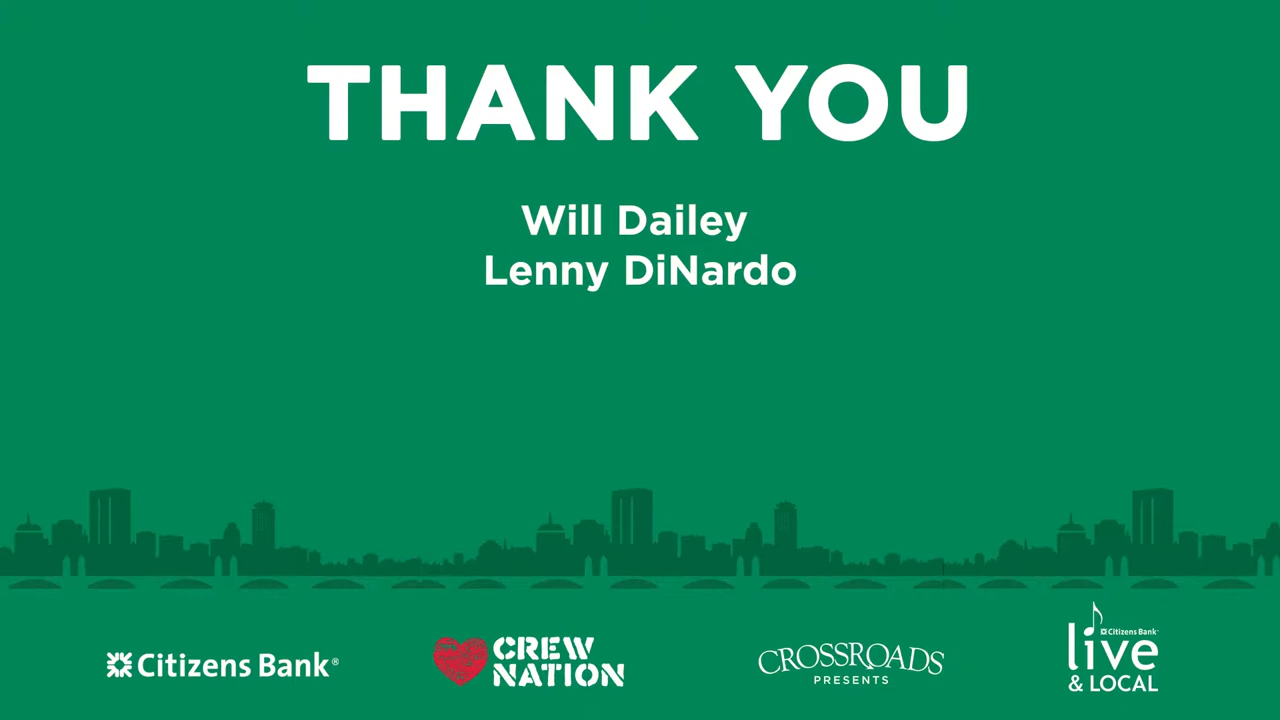 THANK YOU
Will Dailey
Lenny DiNardo
Citizens Bank®
CREW
NATION
CROSSROADS
PRESENTS
Citizens Bank
live
& LOCAL